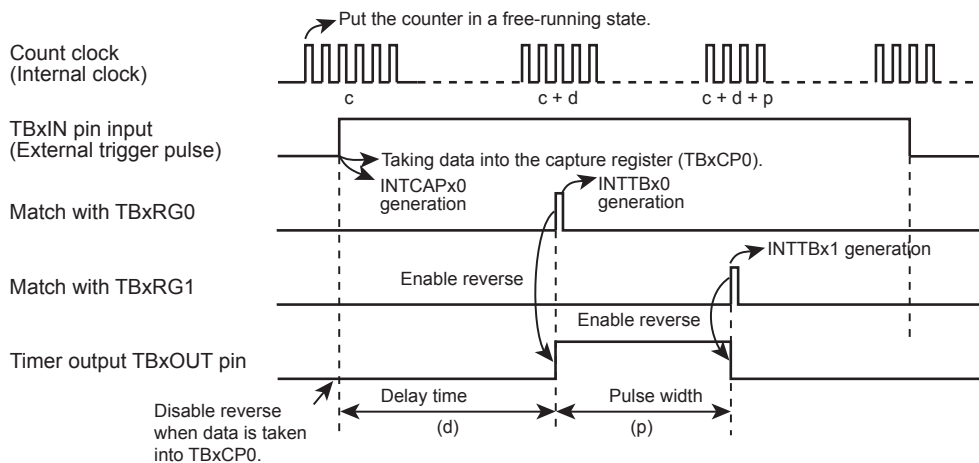 Put the counter in a free-running state.
Count clock
(Internal clock)
c
c + d
c + d + p
TBxIN pin input
(External trigger pulse)
Taking data into the capture register (TBxCP0).
INTCAPx0
generation
INTTBx0
generation
Match with TBxRG0
INTTBx1 generation
Enable reverse
Match with TBxRG1
Enable reverse
Timer output TBxOUT pin
Disable reverse
when data is taken
into TBxCP0.
Delay time
(d)
Pulse width
(p)